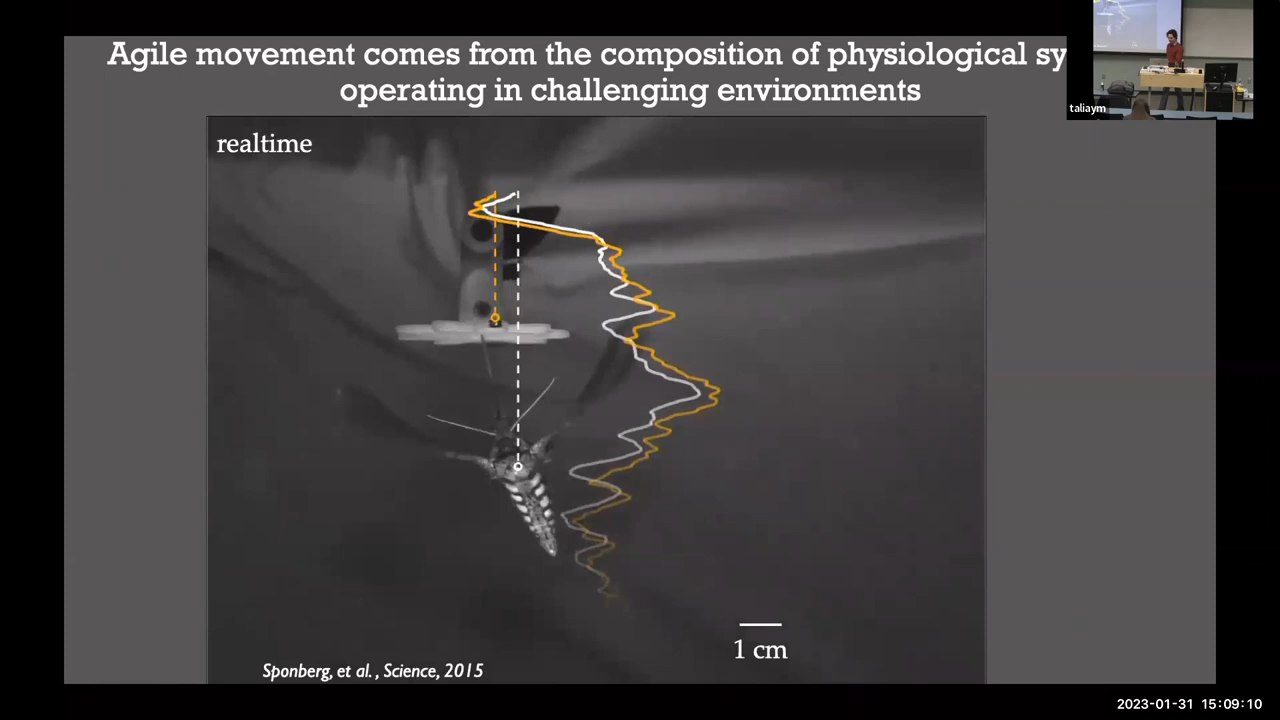 Agile movement comes from the composition of physiological sy
operating in challenging environments
realtime
taliaym
1 cm
Sponberg, et al., Science, 2015
2023-01-31 15:09:10